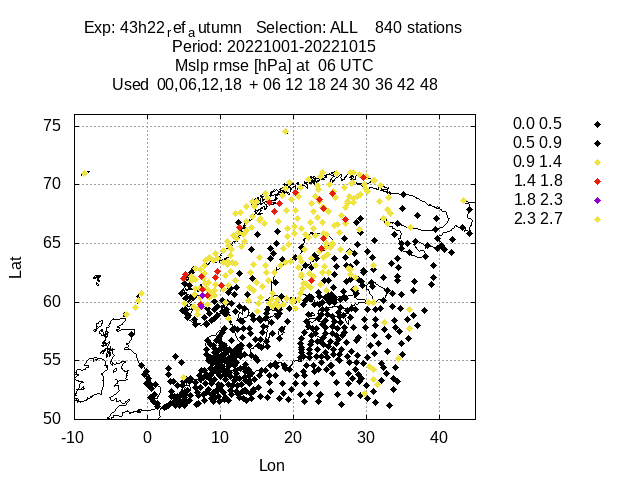 Exp: 43h22ref_autumn Selection: ALL 840 stations
Period: 20221001-20221015
Mslp rmse [hPa] at 06 UTC
Used 00,06,12,18 + 06 12 18 24 30 36 42 48
0.0 0.5
0.5 0.9
0.9 1.4
1.4 1.8
1.8 2.3
2.3 2.7
75
70
65
60
55
50
Lat
-10 0 10 20 30 40
Lon